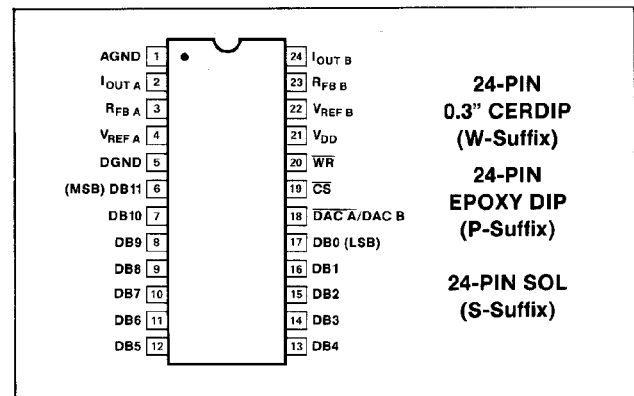 AGND 1
I OUT A 2
R FB A 3
V REF A 4
DGND 5
(MSB) DB11 6
DB10 7
DB9 8
DB8 9
DB7 10
DB6 11
DB5 12
24 I OUT B
23 R FB B
22 V REF B
21 V DD
20 WR
19 CS
18 DAC A/DAC B
17 DB0 (LSB)
16 DB1
15 DB2
14 DB3
13 DB4
24-PIN
0.3" CERDIP
(W-Suffix)
24-PIN
EPOXY DIP
(P-Suffix)
24-PIN SOL
(S-Suffix)